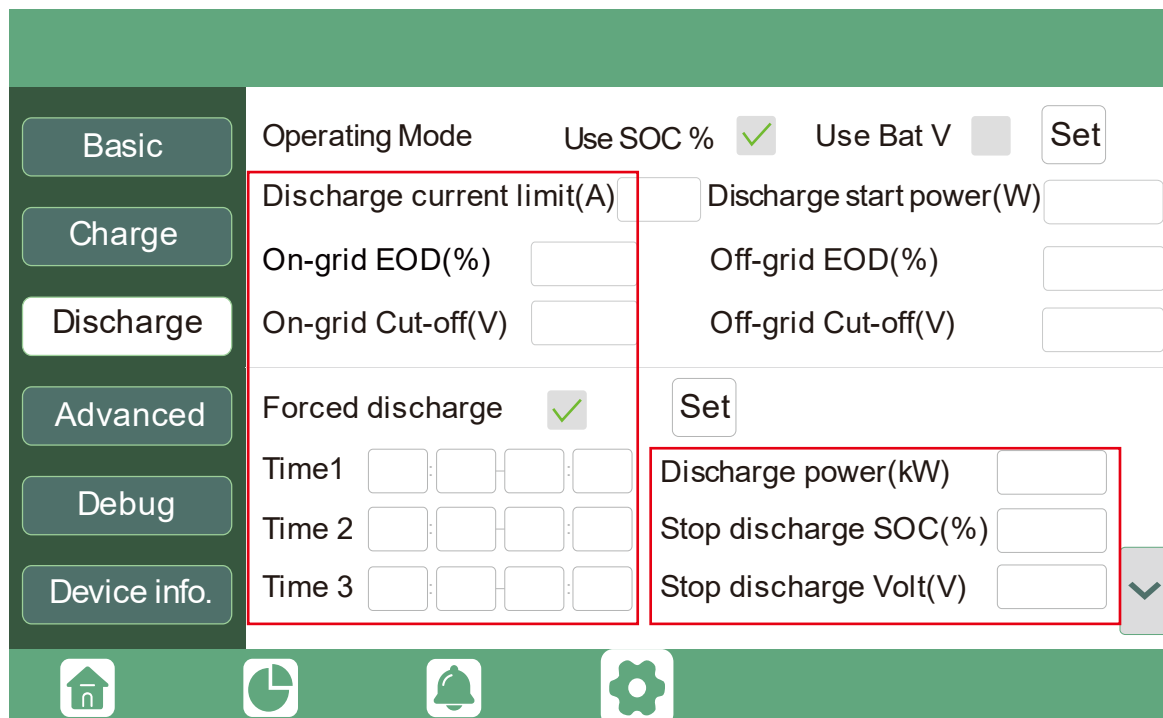 Basic
Charge
Discharge
Advanced
Debug
Device info.
Operating Mode Use SOC % Use Bat V Set
Discharge current limit(A) Discharge start power(W)
On-grid EOD(%) Off-grid EOD(%)
On-grid Cut-off(V) Off-grid Cut-off(V)
Forced discharge Set
Time1 : - : Discharge power(kW)
Time 2 : - : Stop discharge SOC(%)
Time 3 : - : Stop discharge Volt(V)